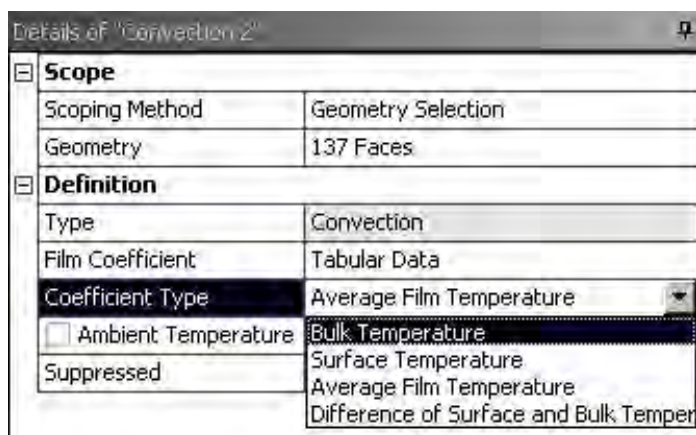 Details of "Convection 2"
Scope
Scoping Method Geometry Selection
Geometry 137 Faces
Definition
Type Convection
Film Coefficient Tabular Data
Coefficient Type Average Film Temperature
Ambient Temperature Bulk Temperature
Surface Temperature
Suppressed Average Film Temperature
Difference of Surface and Bulk Temper